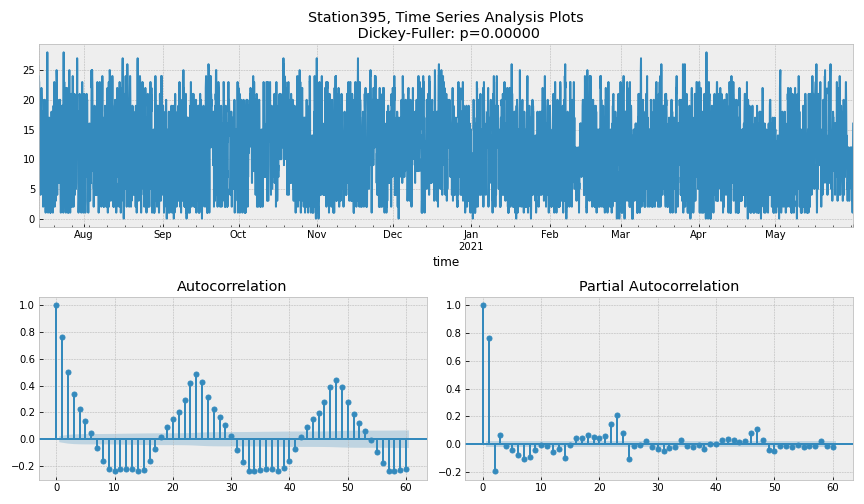 Station395, Time Series Analysis Plots
Dickey-Fuller: p=0.00000
25
20
15
10
5
0
Aug Sep Oct Nov Dec Jan Feb Mar Apr May
2021
time
Autocorrelation
1.0
0.8
0.6
0.4
0.2
0.0
−0.2
0 10 20 30 40 50 60
Partial Autocorrelation
1.0
0.8
0.6
0.4
0.2
0.0
−0.2
0 10 20 30 40 50 60